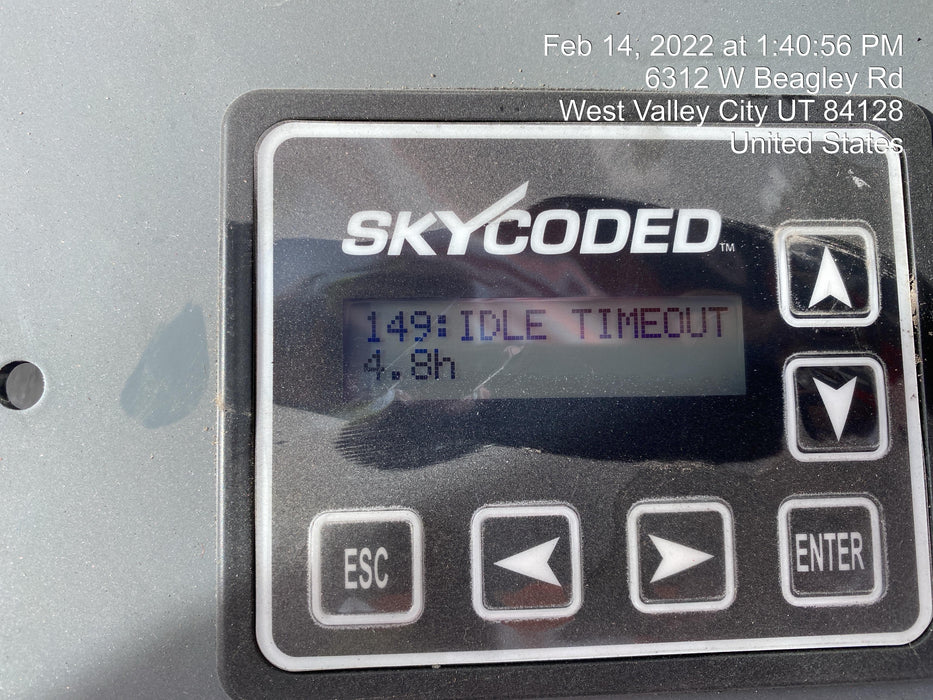 Feb 14, 2022 at 1:40:56 PM
6312 W Beagley Rd
West Valley City UT 84128
United States
SKYCODED™
149:IDLE TIMEOUT
4.8h
ESC
ENTER